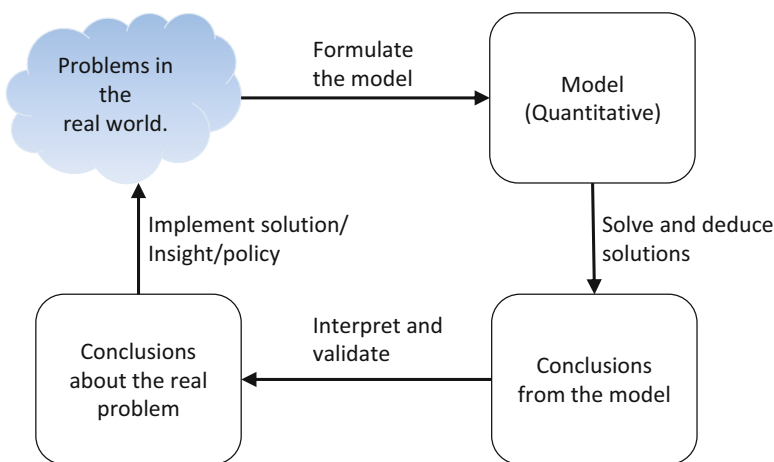 Problems in
the
real world.
Formulate
the model
Model
(Quantitative)
Solve and deduce
solutions
Conclusions
from the model
Interpret and
validate
Conclusions
about the real
problem
Implement solution/
Insight/policy